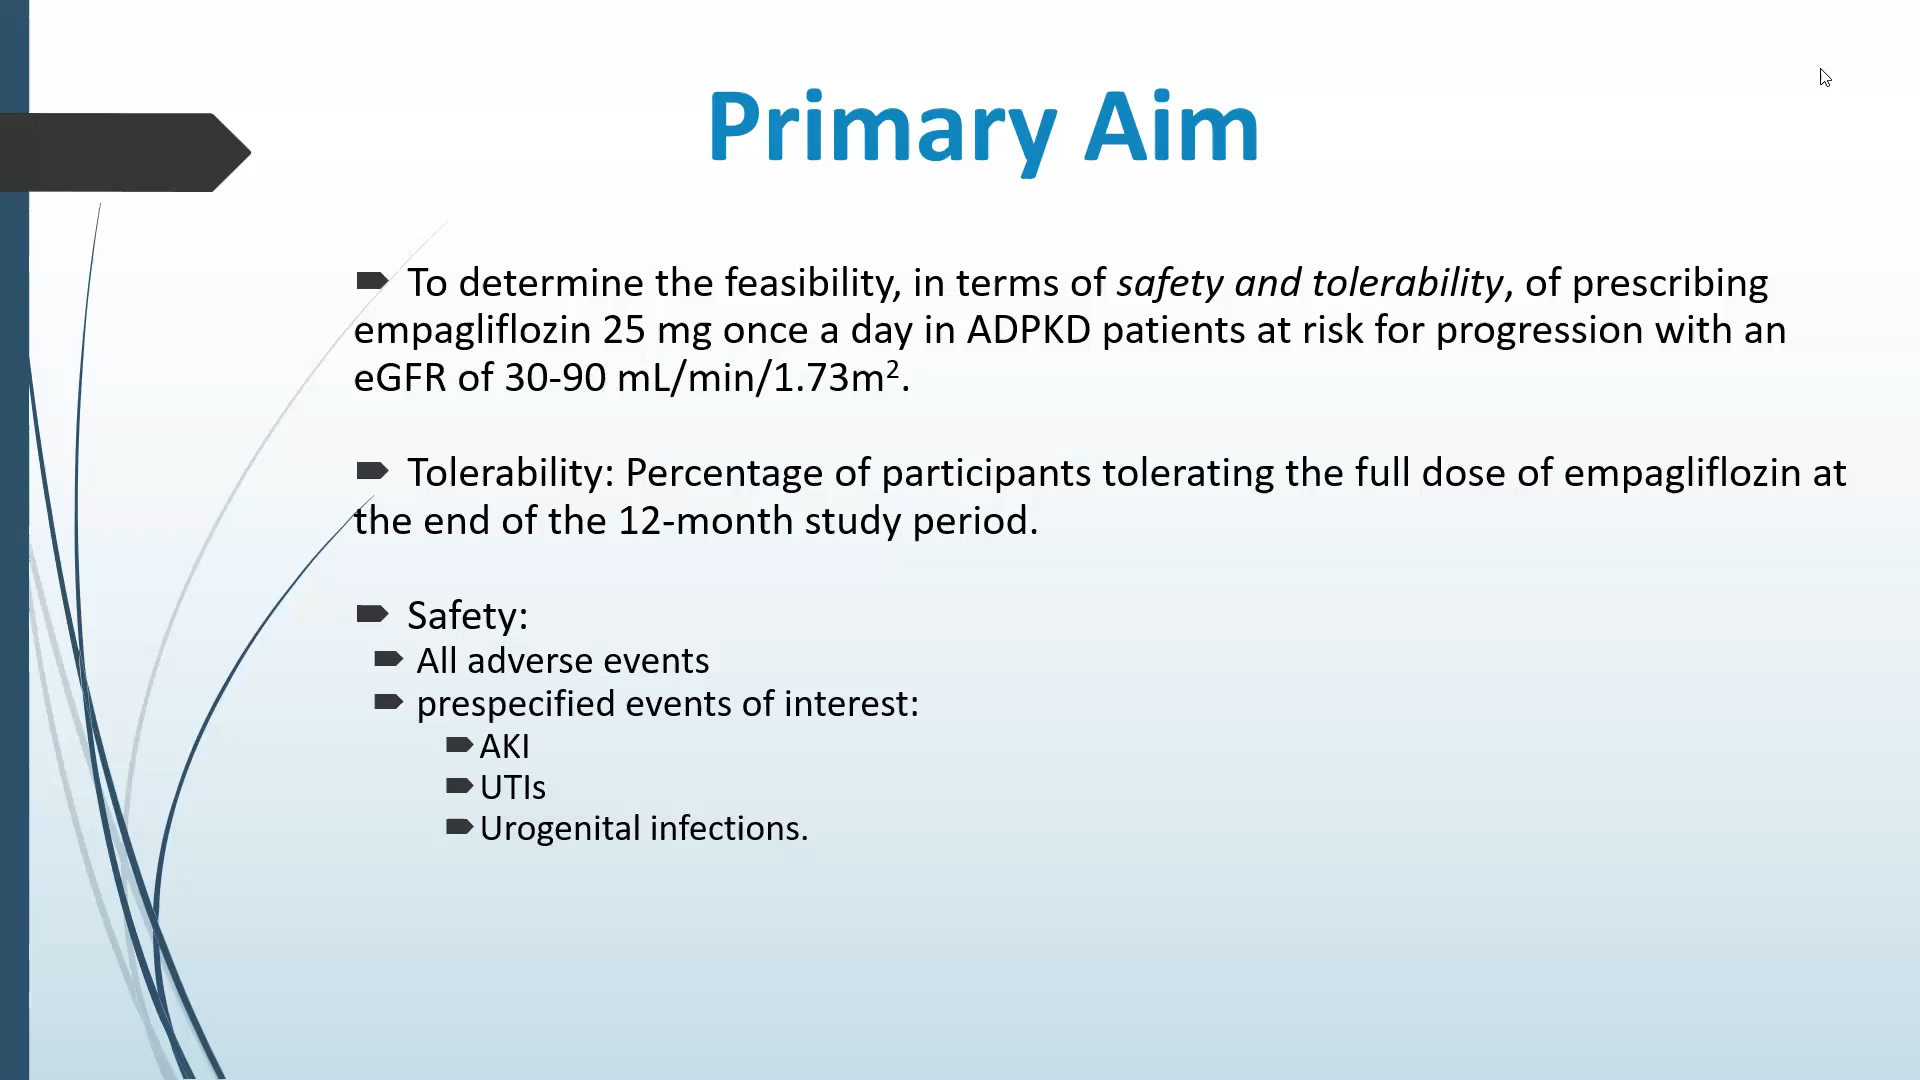 Primary Aim
To determine the feasibility, in terms of safety and tolerability, of prescribing
empagliflozin 25 mg once a day in ADPKD patients at risk for progression with an
eGFR of 30-90 mL/min/1.73m².
Tolerability: Percentage of participants tolerating the full dose of empagliflozin at
the end of the 12-month study period.
Safety:
All adverse events
prespecified events of interest:
AKI
UTIs
Urogenital infections.